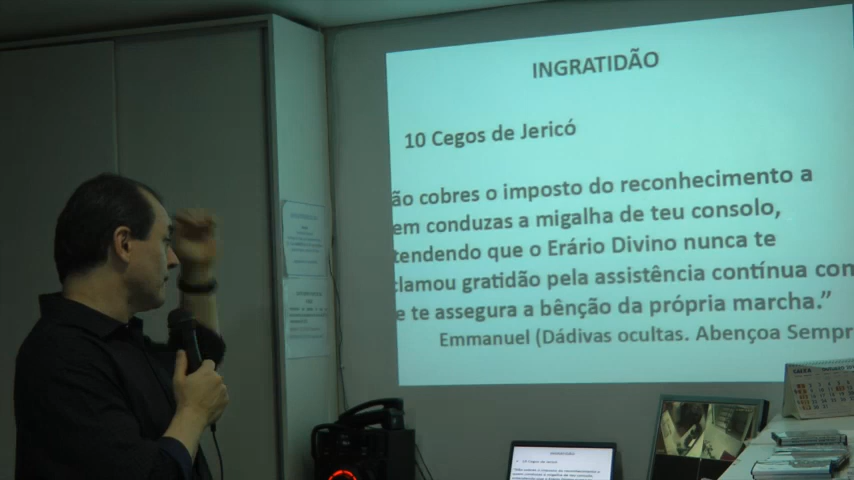 INGRATIDÃO
10 Cegos de Jericó
ão cobres o imposto do reconhecimento a
em conduzas a migalha de teu consolo,
tendendo que o Erário Divino nunca te
clamou gratidão pela assistência contínua con
e te assegura a bênção da própria marcha.”
Emmanuel (Dádivas ocultas. Abençoa Sempr